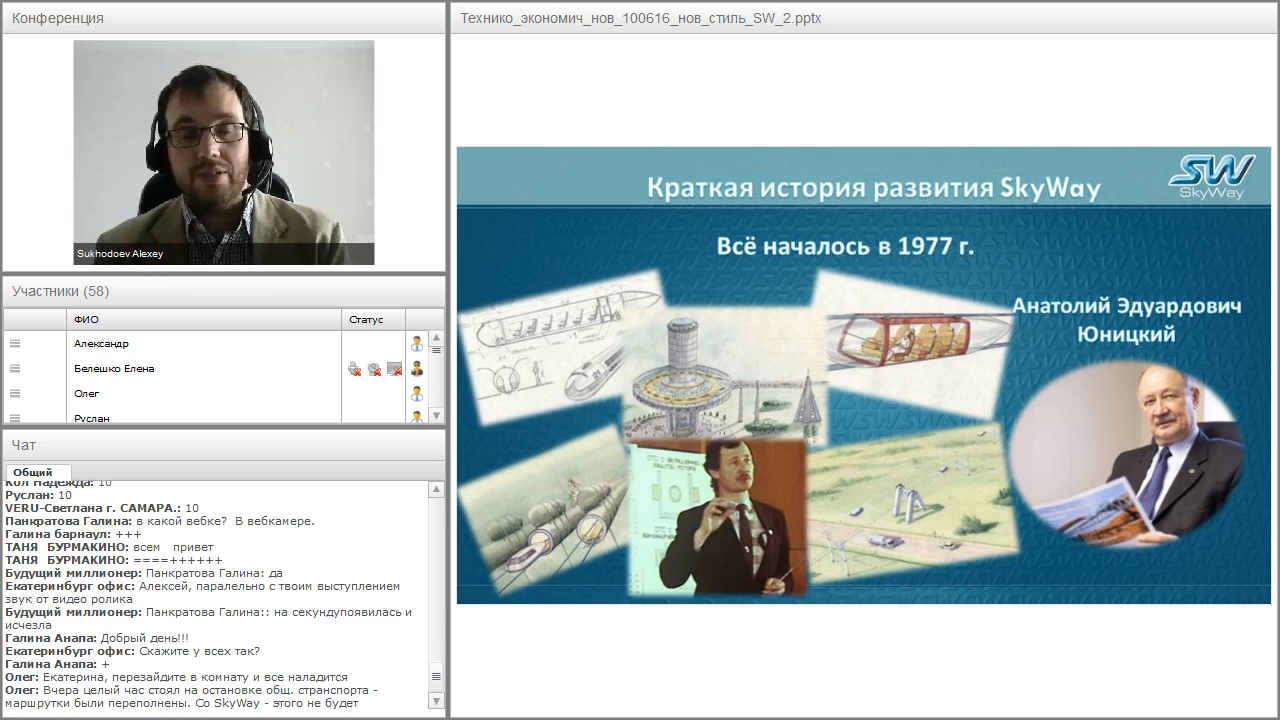 Конференция
Sukhodoev Alexey
Участники (58)
ФИО
Статус
Александр
Белешко Елена
Олег
Руслан
Чат
Общий
Кол Надежда: 10
Руслан: 10
VERU-Светлана г. САМАРА.: 10
Панкратова Галина: в какой вебке? В вебкамере.
Галина барнаул: +++
ТАНЯ БУРМАКИНО: всем привет
ТАНЯ БУРМАКИНО: ====++++++
Будущий миллионер: Панкратова Галина: да
Екатеринбург офис: Алексей, паралельно с твоим выступлением
звук от видео ролика
Будущий миллионер: Панкратова Галина:: на секундупоявилась и
исчезла
Галина Анапа: Добрый день!!!
Екатеринбург офис: Скажите у всех так?
Галина Анапа: +
Олег: Екатерина, перезайдите в комнату и все наладится
Олег: Вчера целый час стоял на остановке общ. странспорта -
маршрутки были переполнены. Со SkyWay - этого не будет
Технико_экономич_нов_100616_нов_стиль_SW_2.pptx
Краткая история развития SkyWay
SW
SkyWay
Всё началось в 1977 г.
Анатолий Эдуардович
Юницкий